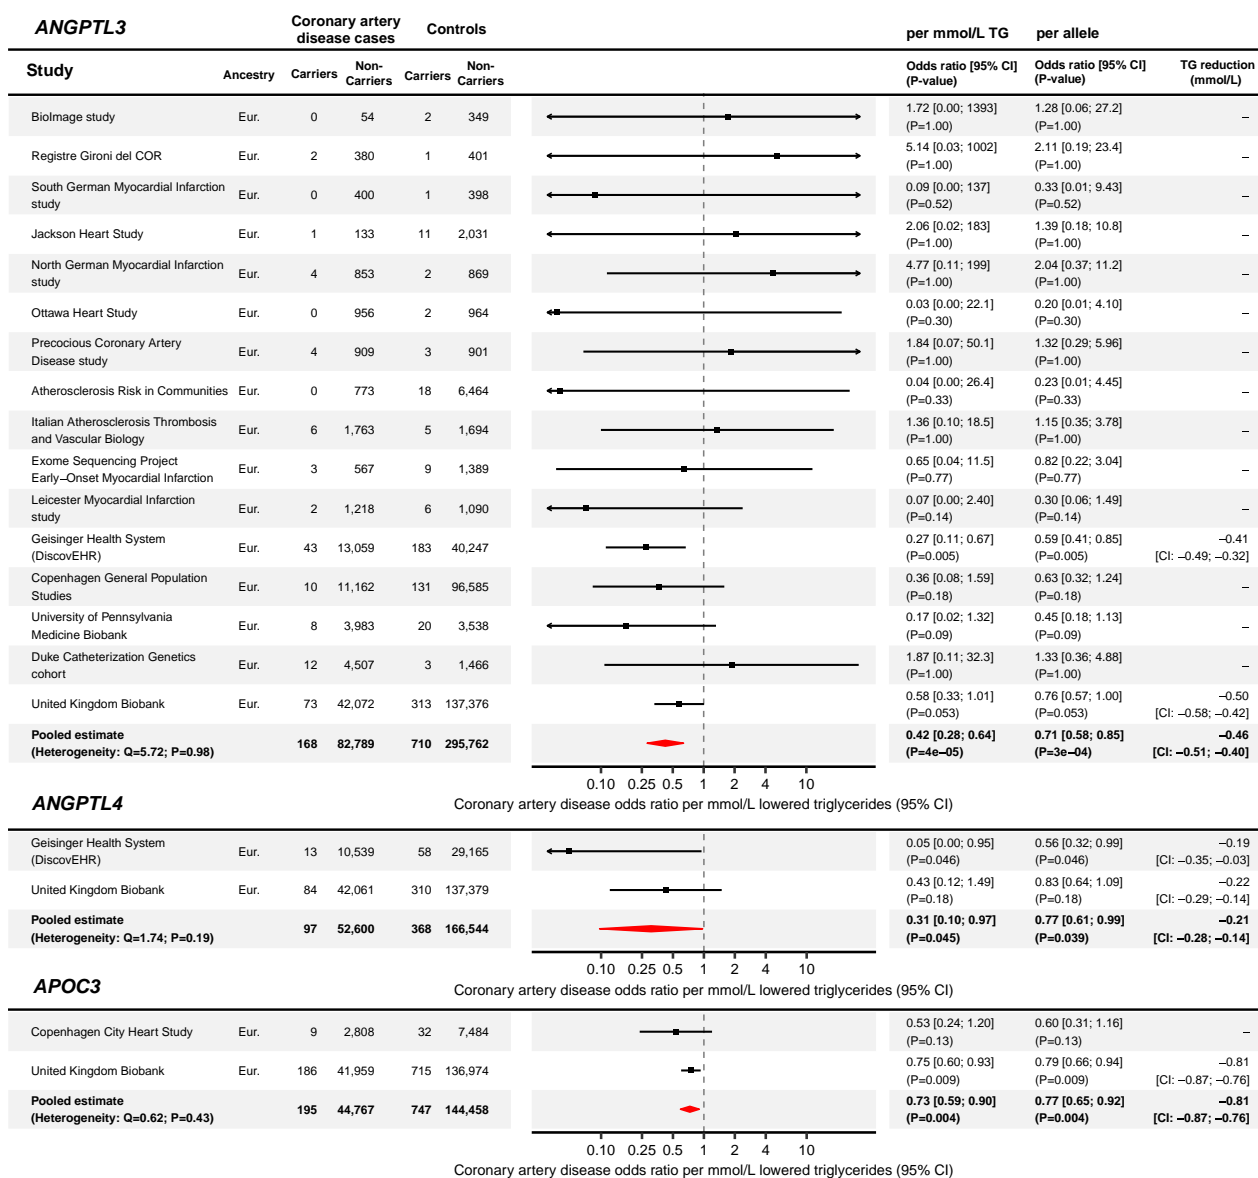 ANGPTL3
Coronary artery disease cases
Controls
per mmol/L TG
per allele
Study
Ancestry
Carriers
Non-Carriers
Carriers
Non-Carriers
Odds ratio [95% CI] (P-value)
Odds ratio [95% CI] (P-value)
TG reduction (mmol/L)
BioImage study Eur. 0 54 2 349 1.72 [0.00; 1393] (P=1.00) 1.28 [0.06; 27.2] (P=1.00) –
Registre Gironi del COR Eur. 2 380 1 401 5.14 [0.03; 1002] (P=1.00) 2.11 [0.19; 23.4] (P=1.00) –
South German Myocardial Infarction study Eur. 0 400 1 398 0.09 [0.00; 137] (P=0.52) 0.33 [0.01; 9.43] (P=0.52) –
Jackson Heart Study Eur. 1 133 11 2,031 2.06 [0.02; 183] (P=1.00) 1.39 [0.18; 10.8] (P=1.00) –
North German Myocardial Infarction study Eur. 4 853 2 869 4.77 [0.11; 199] (P=1.00) 2.04 [0.37; 11.2] (P=1.00) –
Ottawa Heart Study Eur. 0 956 2 964 0.03 [0.00; 22.1] (P=0.30) 0.20 [0.01; 4.10] (P=0.30) –
Precocious Coronary Artery Disease study Eur. 4 909 3 901 1.84 [0.07; 50.1] (P=1.00) 1.32 [0.29; 5.96] (P=1.00) –
Atherosclerosis Risk in Communities Eur. 0 773 18 6,464 0.04 [0.00; 26.4] (P=0.33) 0.23 [0.01; 4.45] (P=0.33) –
Italian Atherosclerosis Thrombosis and Vascular Biology Eur. 6 1,763 5 1,694 1.36 [0.10; 18.5] (P=1.00) 1.15 [0.35; 3.78] (P=1.00) –
Exome Sequencing Project Early–Onset Myocardial Infarction Eur. 3 567 9 1,389 0.65 [0.04; 11.5] (P=0.77) 0.82 [0.22; 3.04] (P=0.77) –
Leicester Myocardial Infarction study Eur. 2 1,218 6 1,090 0.07 [0.00; 2.40] (P=0.14) 0.30 [0.06; 1.49] (P=0.14) –
Geisinger Health System (DiscovEHR) Eur. 43 13,059 183 40,247 0.27 [0.11; 0.67] (P=0.005) 0.59 [0.41; 0.85] (P=0.005) –0.41 [CI: –0.49; –0.32]
Copenhagen General Population Studies Eur. 10 11,162 131 96,585 0.36 [0.08; 1.59] (P=0.18) 0.63 [0.32; 1.24] (P=0.18) –
University of Pennsylvania Medicine Biobank Eur. 8 3,983 20 3,538 0.17 [0.02; 1.32] (P=0.09) 0.45 [0.18; 1.13] (P=0.09) –
Duke Catheterization Genetics cohort Eur. 12 4,507 3 1,466 1.87 [0.11; 32.3] (P=1.00) 1.33 [0.36; 4.88] (P=1.00) –
United Kingdom Biobank Eur. 73 42,072 313 137,376 0.58 [0.33; 1.01] (P=0.053) 0.76 [0.57; 1.00] (P=0.053) –0.50 [CI: –0.58; –0.42]
Pooled estimate (Heterogeneity: Q=5.72; P=0.98) 168 82,789 710 295,762 0.42 [0.28; 0.64] (P=4e–05) 0.71 [0.58; 0.85] (P=3e–04) –0.46 [CI: –0.51; –0.40]
0.10 0.25 0.5 1 2 4 10
Coronary artery disease odds ratio per mmol/L lowered triglycerides (95% CI)
ANGPTL4
Geisinger Health System (DiscovEHR) Eur. 13 10,539 58 29,165 0.05 [0.00; 0.95] (P=0.046) 0.56 [0.32; 0.99] (P=0.046) –0.19 [CI: –0.35; –0.03]
United Kingdom Biobank Eur. 84 42,061 310 137,379 0.43 [0.12; 1.49] (P=0.18) 0.83 [0.64; 1.09] (P=0.18) –0.22 [CI: –0.29; –0.14]
Pooled estimate (Heterogeneity: Q=1.74; P=0.19) 97 52,600 368 166,544 0.31 [0.10; 0.97] (P=0.045) 0.77 [0.61; 0.99] (P=0.039) –0.21 [CI: –0.28; –0.14]
0.10 0.25 0.5 1 2 4 10
Coronary artery disease odds ratio per mmol/L lowered triglycerides (95% CI)
APOC3
Copenhagen City Heart Study Eur. 9 2,808 32 7,484 0.53 [0.24; 1.20] (P=0.13) 0.60 [0.31; 1.16] (P=0.13) –
United Kingdom Biobank Eur. 186 41,959 715 136,974 0.75 [0.60; 0.93] (P=0.009) 0.79 [0.66; 0.94] (P=0.009) –0.81 [CI: –0.87; –0.76]
Pooled estimate (Heterogeneity: Q=0.62; P=0.43) 195 44,767 747 144,458 0.73 [0.59; 0.90] (P=0.004) 0.77 [0.65; 0.92] (P=0.004) –0.81 [CI: –0.87; –0.76]
0.10 0.25 0.5 1 2 4 10
Coronary artery disease odds ratio per mmol/L lowered triglycerides (95% CI)